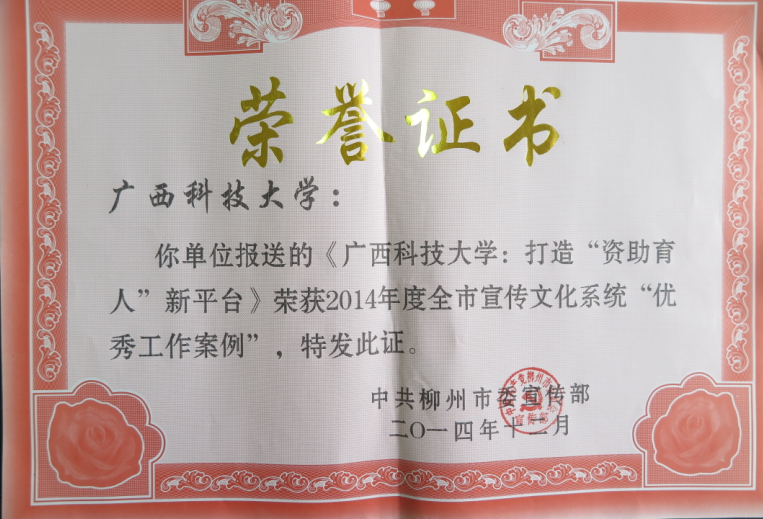 荣誉证书
广西科技大学：
你单位报送的《广西科技大学：打造“资助育
人”新平台》荣获2014年度全市宣传文化系统“优
秀工作案例”，特发此证。
中共柳州市委宣传部
二〇一四年十二月
宣传部